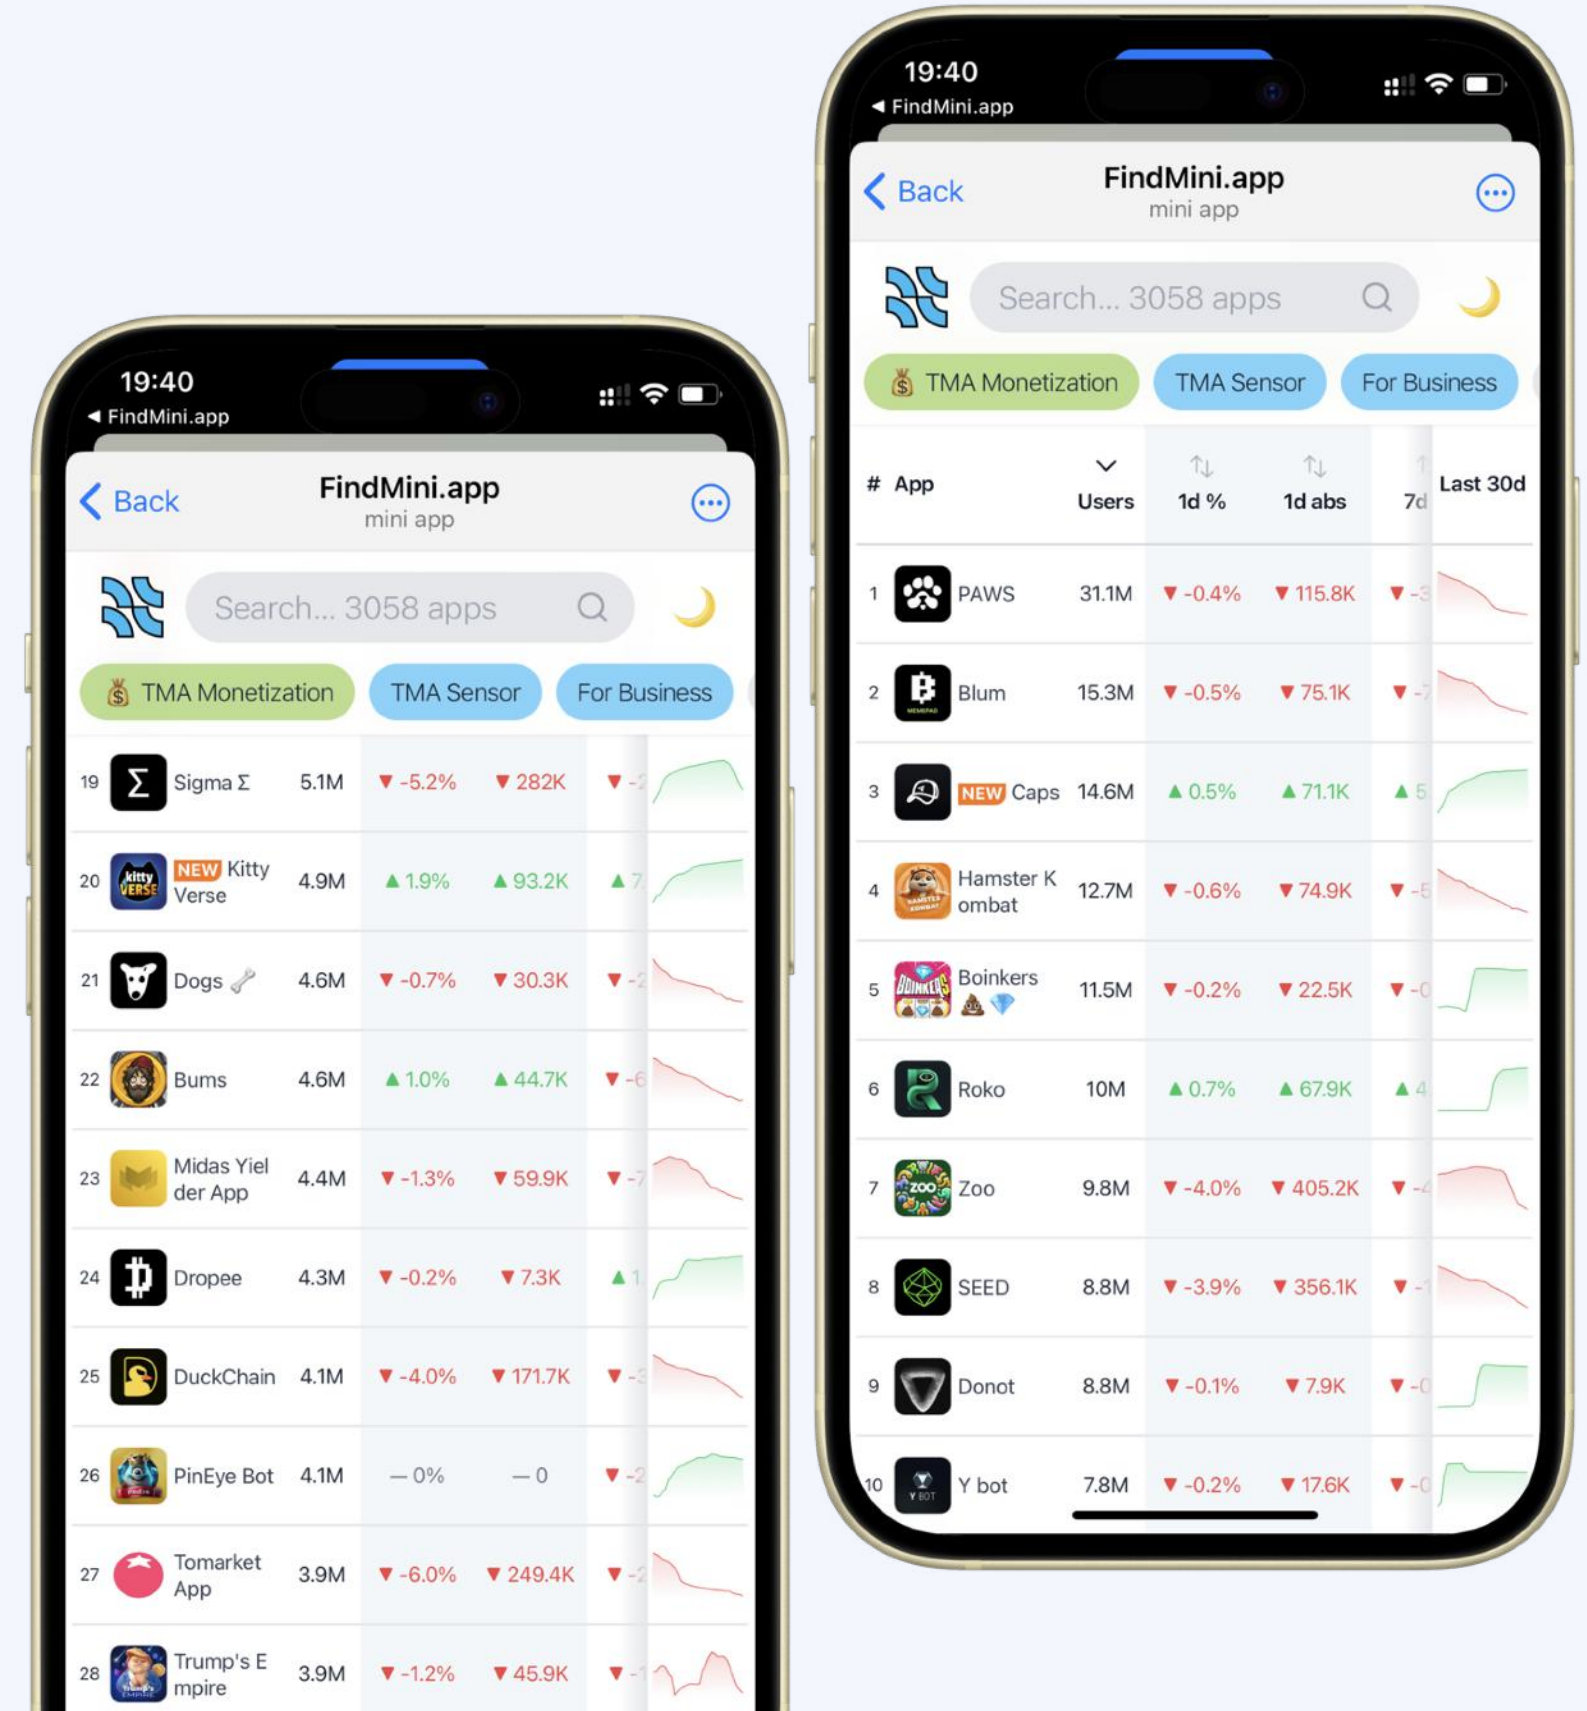 19:40
FindMini.app
Back
FindMini.app
mini app
Search... 3058 apps
TMA Monetization
TMA Sensor
For Business
19 Sigma Σ 5.1M ▼ -5.2% ▼ 282K
20 NEW Kitty
Verse 4.9M ▲ 1.9% ▲ 93.2K
21 Dogs 4.6M ▼ -0.7% ▼ 30.3K
22 Bums 4.6M ▲ 1.0% ▲ 44.7K
23 Midas Yiel
der App 4.4M ▼ -1.3% ▼ 59.9K
24 Dropee 4.3M ▼ -0.2% ▼ 7.3K
25 DuckChain 4.1M ▼ -4.0% ▼ 171.7K
26 PinEye Bot 4.1M — 0% — 0
27 Tomarket
App 3.9M ▼ -6.0% ▼ 249.4K
28 Trump's E
mpire 3.9M ▼ -1.2% ▼ 45.9K
19:40
FindMini.app
Back
FindMini.app
mini app
Search... 3058 apps
TMA Monetization
TMA Sensor
For Business
# App Users 1d % 1d abs 7d Last 30d
1 PAWS 31.1M ▼ -0.4% ▼ 115.8K
2 Blum 15.3M ▼ -0.5% ▼ 75.1K
3 NEW Caps 14.6M ▲ 0.5% ▲ 71.1K
4 Hamster K
ombat 12.7M ▼ -0.6% ▼ 74.9K
5 Boinkers 11.5M ▼ -0.2% ▼ 22.5K
6 Roko 10M ▲ 0.7% ▲ 67.9K
7 Zoo 9.8M ▼ -4.0% ▼ 405.2K
8 SEED 8.8M ▼ -3.9% ▼ 356.1K
9 Donot 8.8M ▼ -0.1% ▼ 7.9K
10 Y bot 7.8M ▼ -0.2% ▼ 17.6K